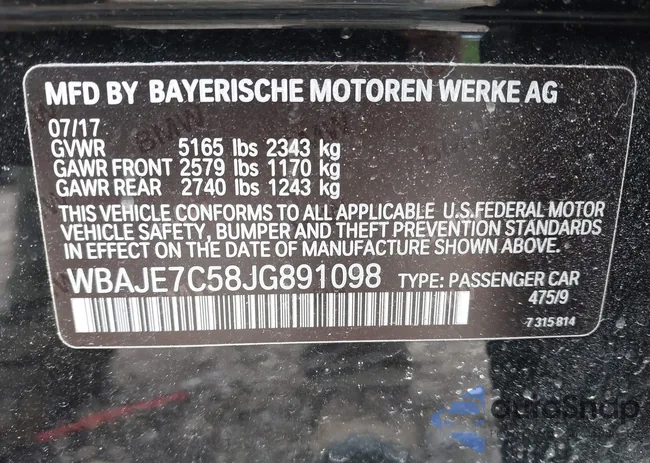 MFD BY BAYERISCHE MOTOREN WERKE AG
07/17
GVWR 5165 lbs 2343 kg
GAWR FRONT 2579 lbs 1170 kg
GAWR REAR 2740 lbs 1243 kg
THIS VEHICLE CONFORMS TO ALL APPLICABLE U.S.FEDERAL MOTOR
VEHICLE SAFETY, BUMPER AND THEFT PREVENTION STANDARDS
IN EFFECT ON THE DATE OF MANUFACTURE SHOWN ABOVE.
WBAJE7C58JG891098 TYPE: PASSENGER CAR
475/9
7 315 814
AutoSnap